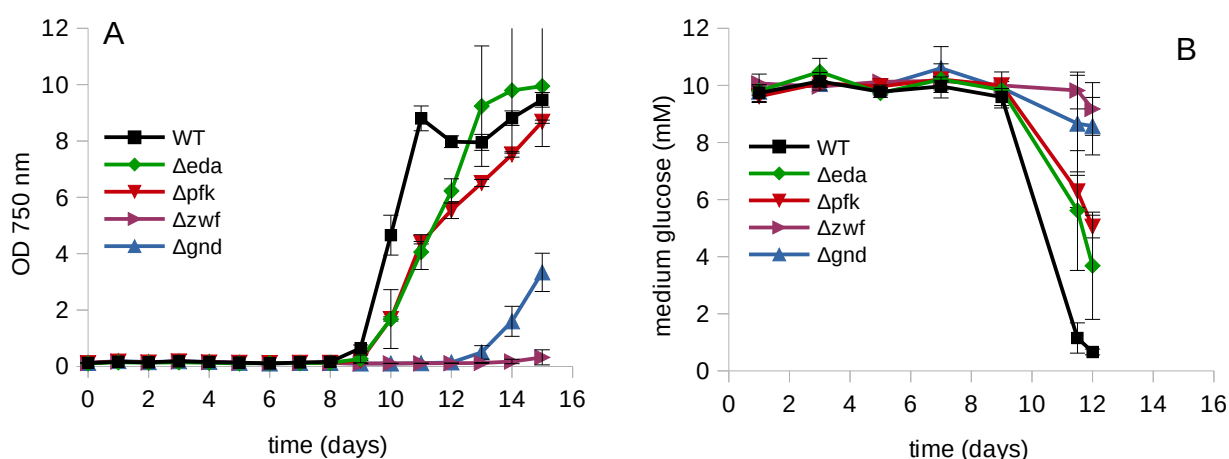 A
12
10
8
6
4
2
0
OD 750 nm
WT
Δeda
Δpfk
Δzwf
Δgnd
0 2 4 6 8 10 12 14 16
time (days)
B
12
10
8
6
4
2
0
medium glucose (mM)
WT
Δeda
Δpfk
Δzwf
Δgnd
0 2 4 6 8 10 12 14 16
time (days)